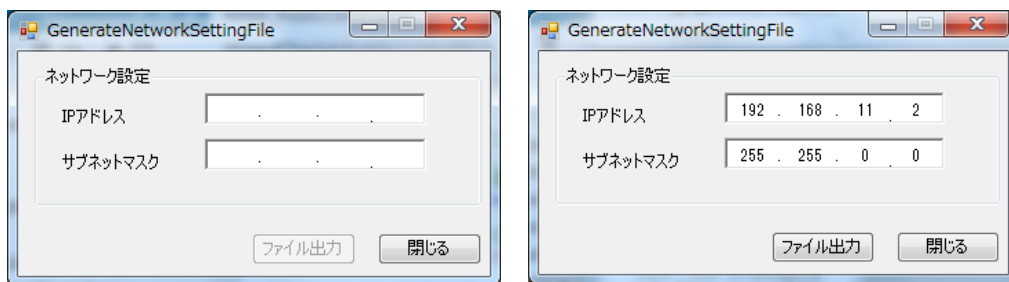 GenerateNetworkSettingFile
ネットワーク設定
IPアドレス . . .
サブネットマスク . . .
ファイル出力 閉じる
GenerateNetworkSettingFile
ネットワーク設定
IPアドレス 192 . 168 . 11 . 2
サブネットマスク 255 . 255 . 0 . 0
ファイル出力 閉じる